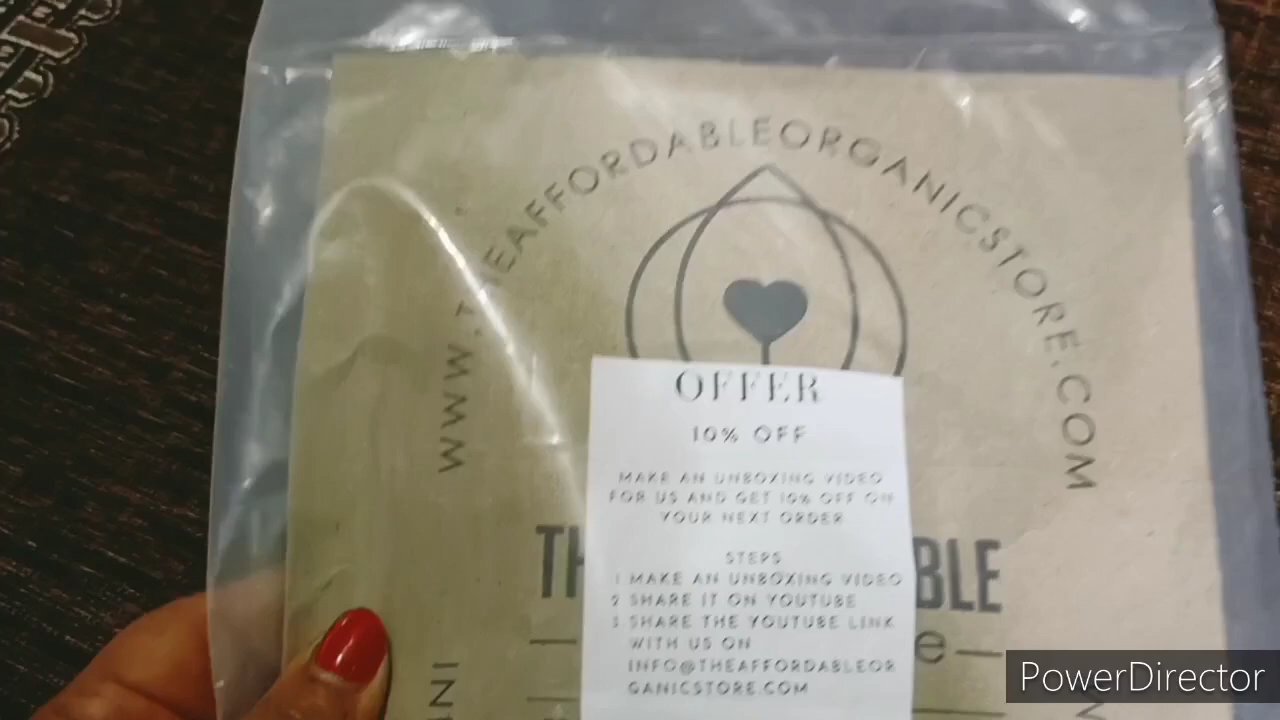 WWW.THEAFFORDABLEORGANICSTORE.COM
OFFER
10% OFF
MAKE AN UNBOXING VIDEO
FOR US AND GET 10% OFF ON
YOUR NEXT ORDER
STEPS
1 MAKE AN UNBOXING VIDEO
2 SHARE IT ON YOUTUBE
3 SHARE THE YOUTUBE LINK
WITH US ON
INFO@THEAFFORDABLEOR
GANICSTORE.COM
PowerDirector